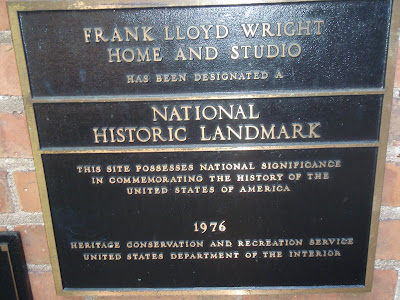 FRANK LLOYD WRIGHT
HOME AND STUDIO
HAS BEEN DESIGNATED A
NATIONAL
HISTORIC LANDMARK
THIS SITE POSSESSES NATIONAL SIGNIFICANCE
IN COMMEMORATING THE HISTORY OF THE
UNITED STATES OF AMERICA
1976
HERITAGE CONSERVATION AND RECREATION SERVICE
UNITED STATES DEPARTMENT OF THE INTERIOR